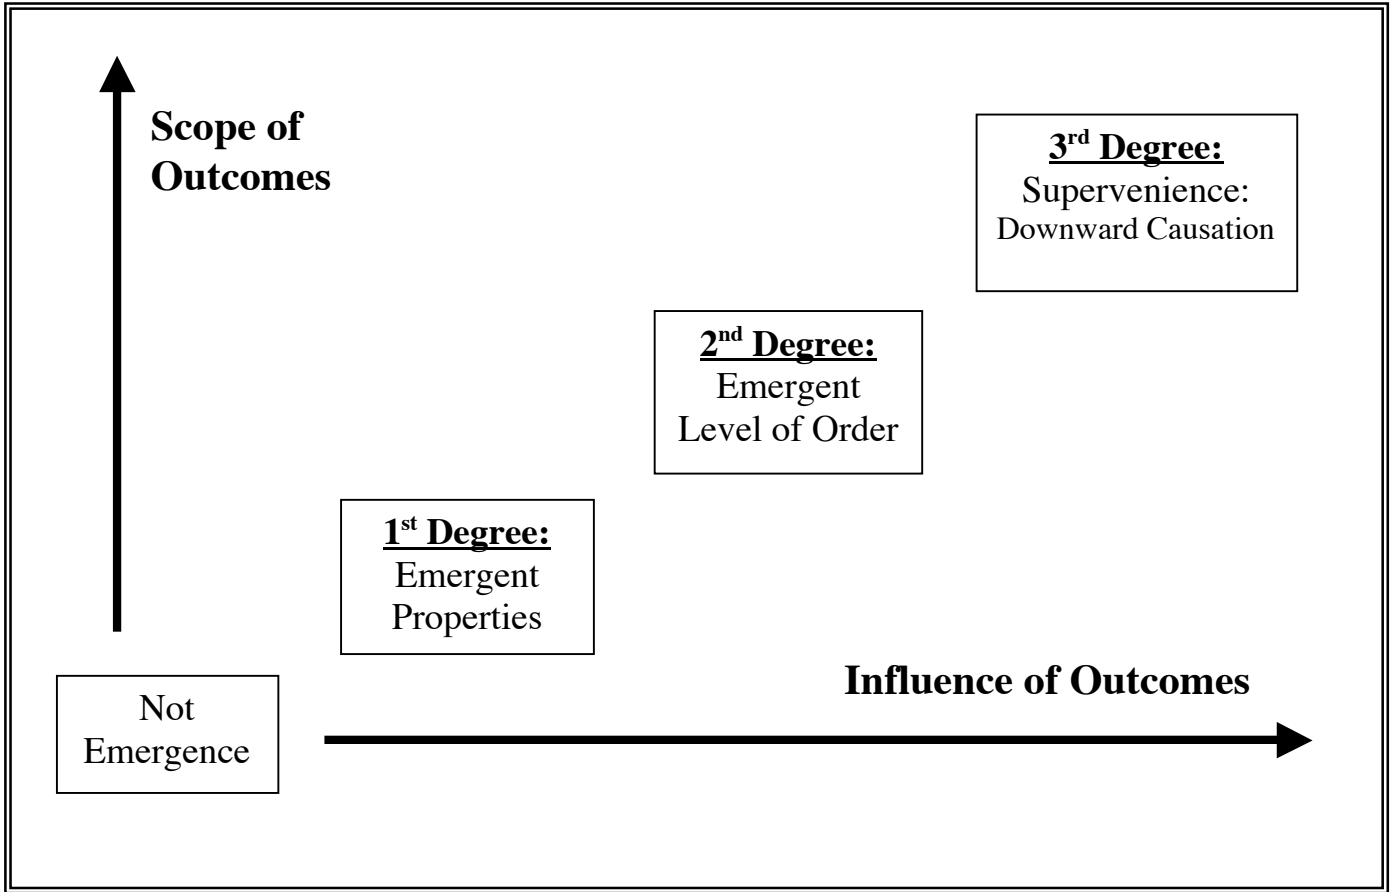 Scope of
Outcomes
3rd Degree:
Supervenience:
Downward Causation
2nd Degree:
Emergent
Level of Order
1st Degree:
Emergent
Properties
Influence of Outcomes
Not
Emergence